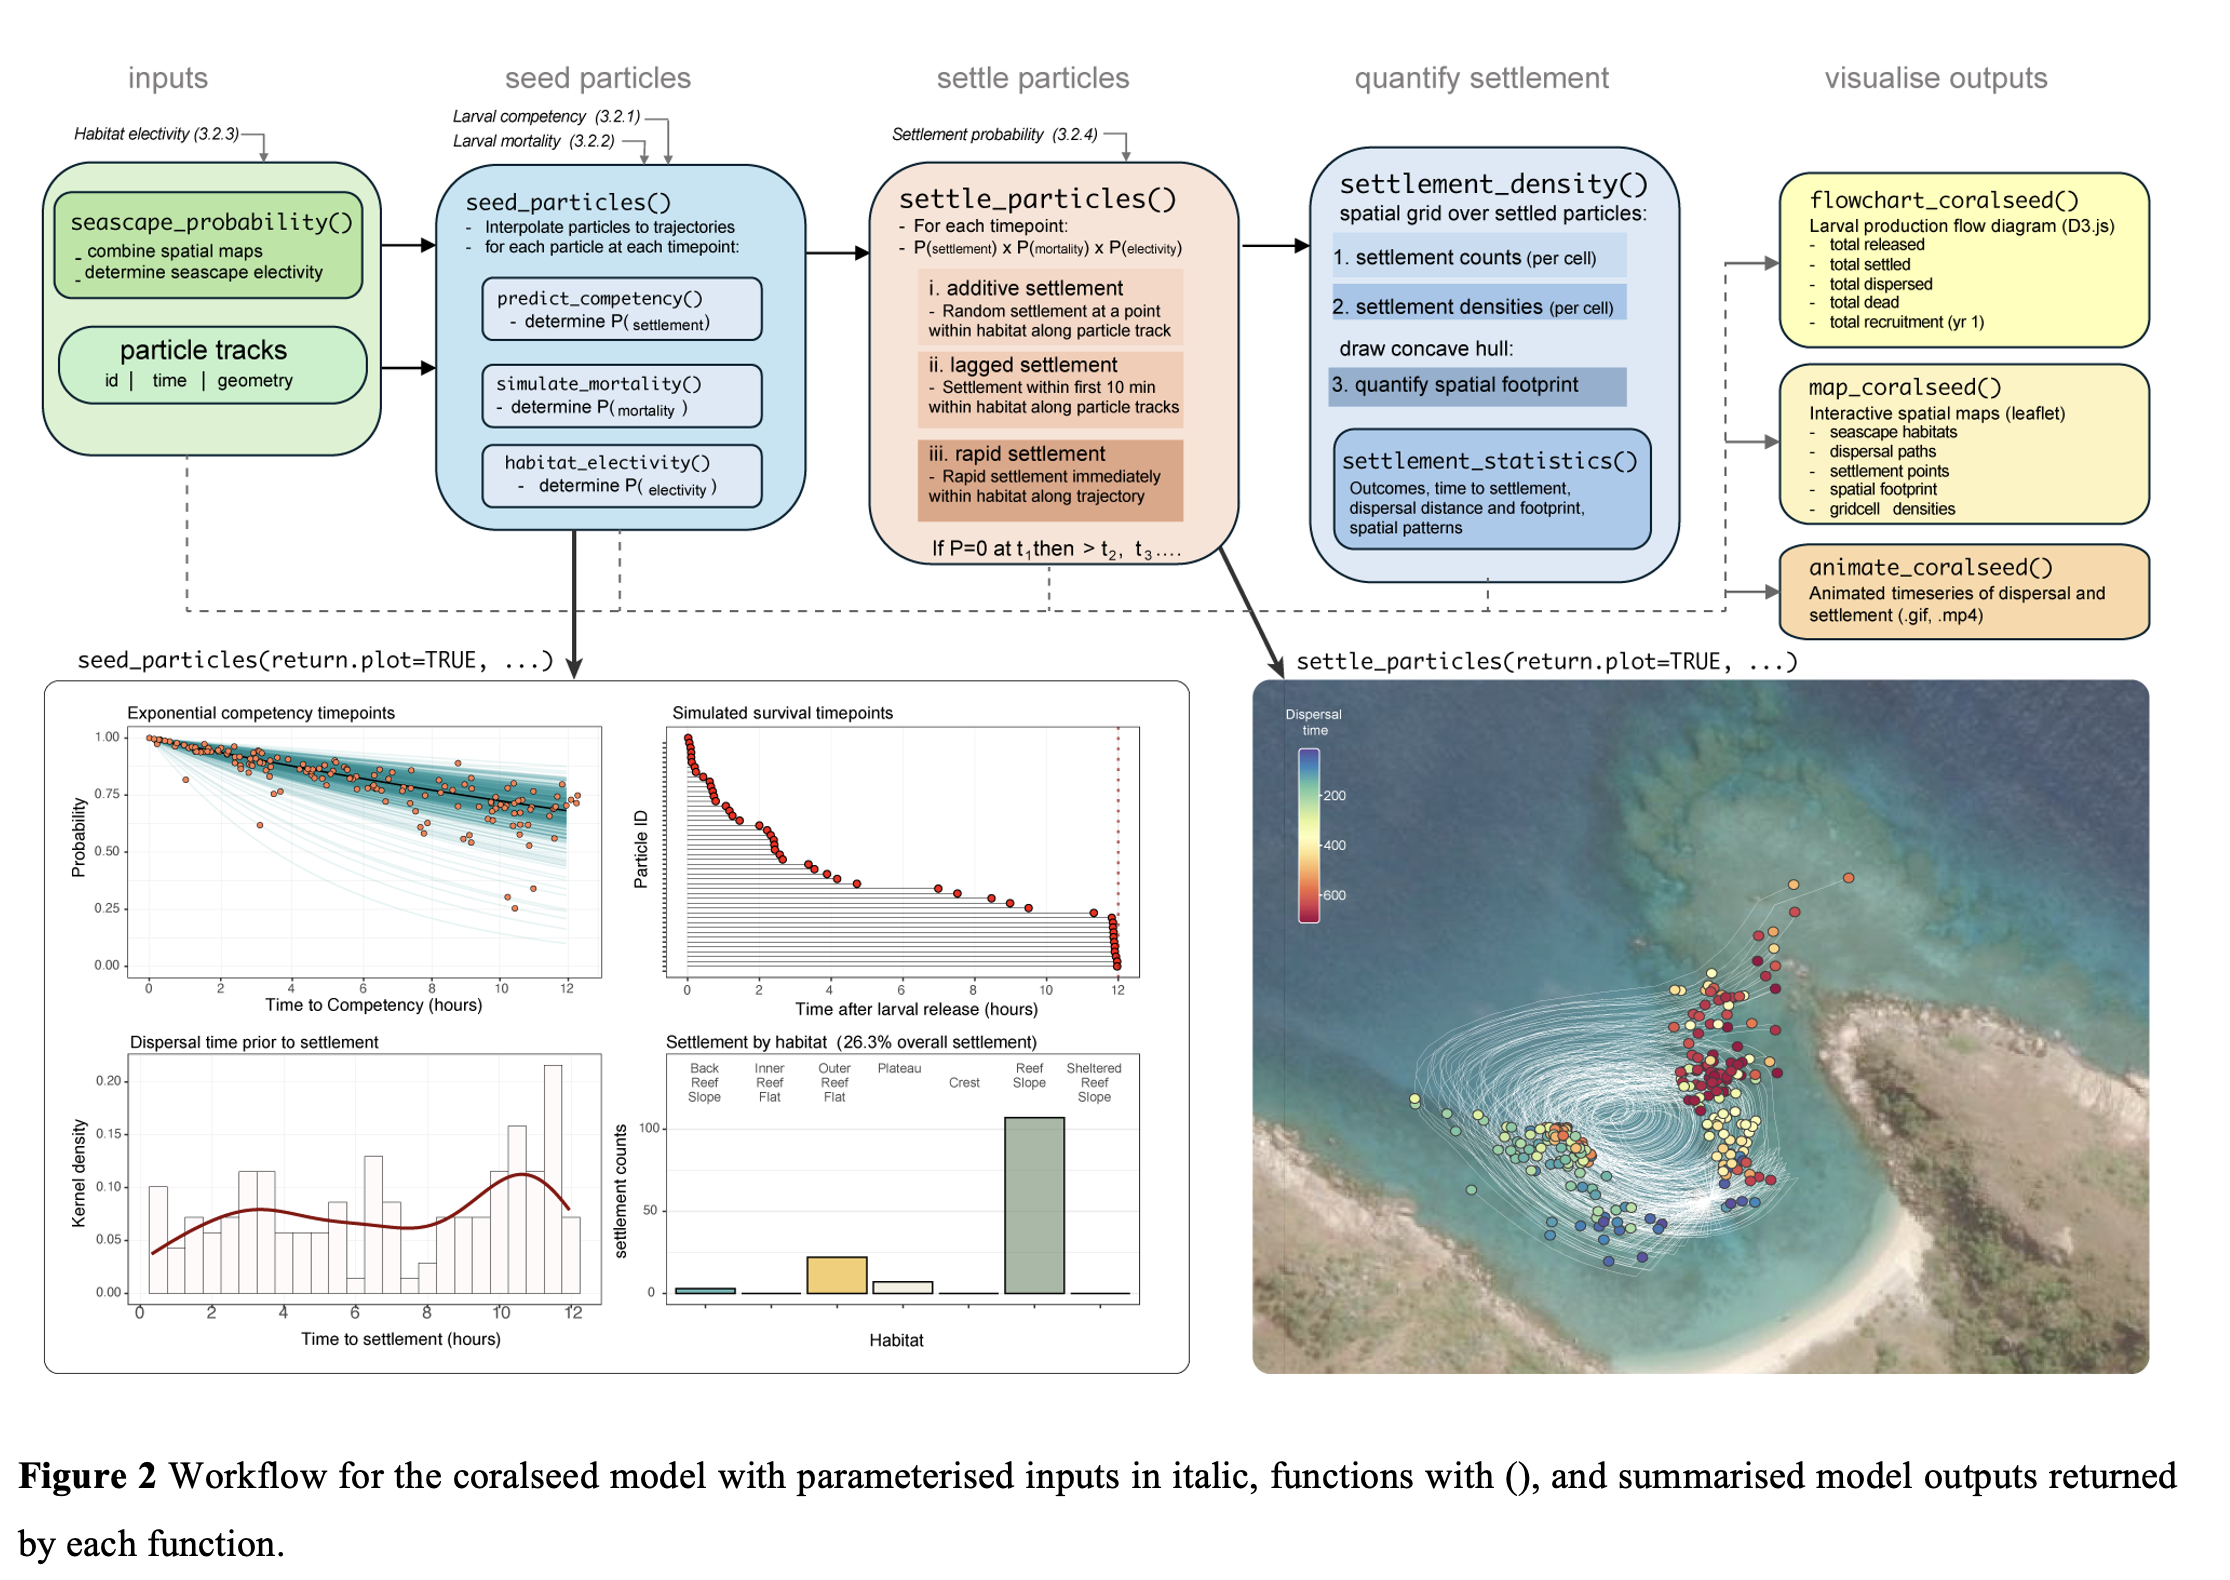 inputs
seed particles
settle particles
quantify settlement
visualise outputs
Habitat electivity (3.2.3)
Larval competency (3.2.1)
Larval mortality (3.2.2)
Settlement probability (3.2.4)
seascape_probability()
- combine spatial maps
- determine seascape electivity
particle tracks
id | time | geometry
seed_particles()
- Interpolate particles to trajectories
- for each particle at each timepoint:
predict_competency()
- determine P(settlement)
simulate_mortality()
- determine P(mortality)
habitat_electivity()
- determine P(electivity)
settle_particles()
- For each timepoint:
- P(settlement) x P(mortality) x P(electivity)
i. additive settlement
- Random settlement at a point
within habitat along particle track
ii. lagged settlement
- Settlement within first 10 min
within habitat along particle tracks
iii. rapid settlement
- Rapid settlement immediately
within habitat along trajectory
If P=0 at t1 then > t2, t3....
settlement_density()
spatial grid over settled particles:
1. settlement counts (per cell)
2. settlement densities (per cell)
draw concave hull:
3. quantify spatial footprint
settlement_statistics()
Outcomes, time to settlement,
dispersal distance and footprint,
spatial patterns
flowchart_coralseed()
Larval production flow diagram (D3.js)
- total released
- total settled
- total dispersed
- total dead
- total recruitment (yr 1)
map_coralseed()
Interactive spatial maps (leaflet)
- seascape habitats
- dispersal paths
- settlement points
- spatial footprint
- gridcell densities
animate_coralseed()
Animated timeseries of dispersal and
settlement (.gif, .mp4)
seed_particles(return.plot=TRUE, ...)
settle_particles(return.plot=TRUE, ...)
Exponential competency timepoints
Probability
1.00
0.75
0.50
0.25
0.00
0 2 4 6 8 10 12
Time to Competency (hours)
Simulated survival timepoints
Particle ID
0 2 4 6 8 10 12
Time after larval release (hours)
Dispersal time prior to settlement
Kernel density
0.20
0.15
0.10
0.05
0.00
0 2 4 6 8 10 12
Time to settlement (hours)
Settlement by habitat (26.3% overall settlement)
Back Reef Slope
Inner Reef Flat
Outer Reef Flat
Plateau
Crest
Reef Slope
Sheltered Reef Slope
settlement counts
100
50
0
Habitat
Dispersal
time
200
400
600
Figure 2 Workflow for the coralseed model with parameterised inputs in italic, functions with (), and summarised model outputs returned
by each function.